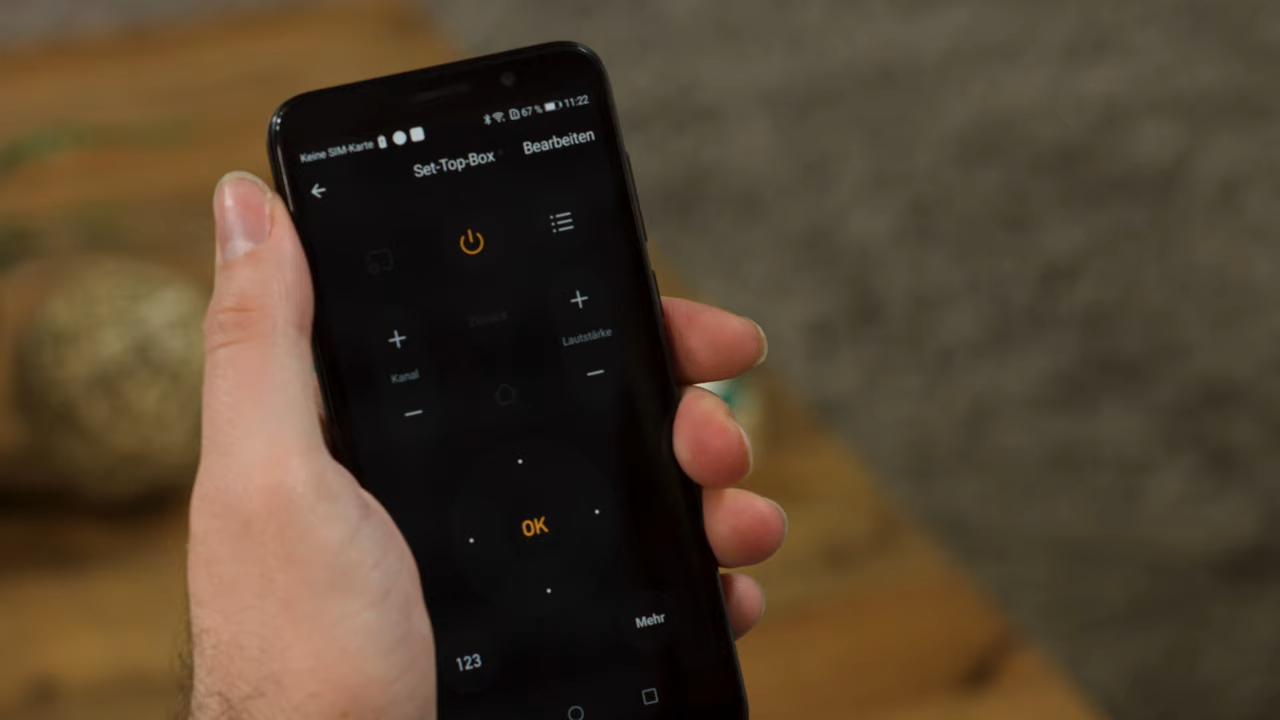 Keine SIM-Karte 67 % 11:22
Set-Top-Box Bearbeiten
Lautstärke
Kanal
OK
Mehr
123